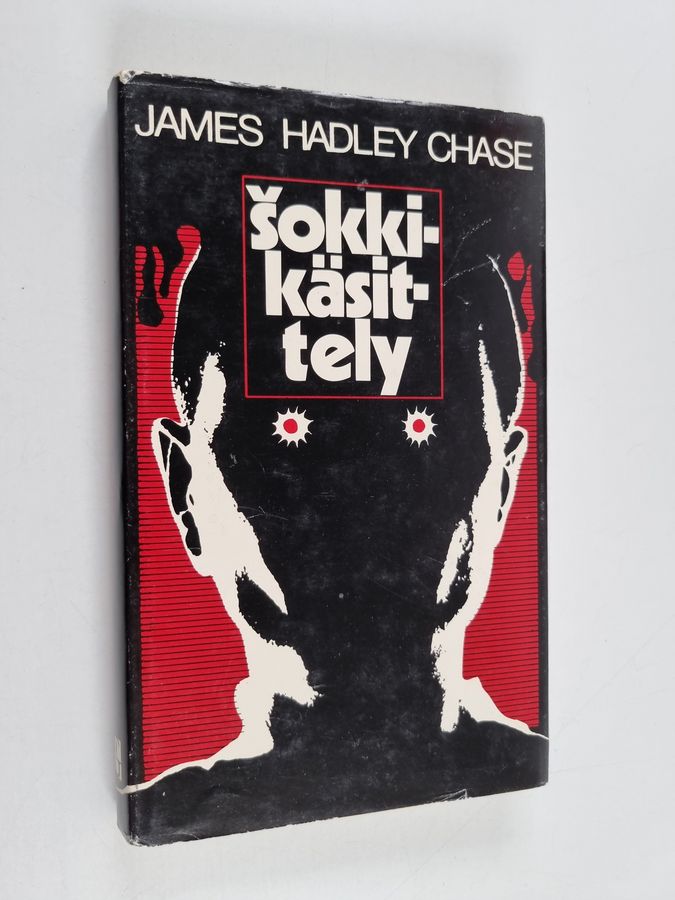 JAMES HADLEY CHASE
šokki-
käsit-
tely